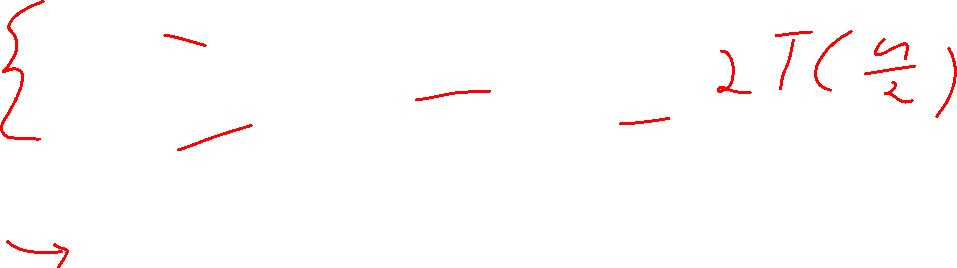 { - - - - 2T(n/2)
→